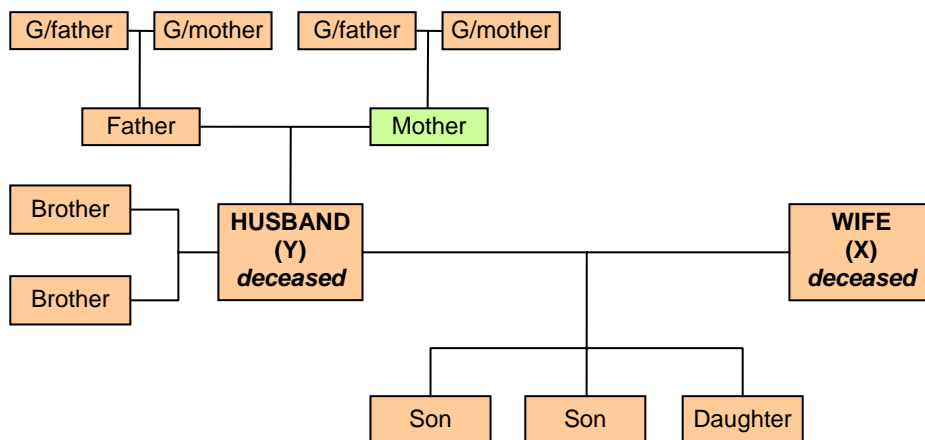 G/father G/mother G/father G/mother
Father Mother
Brother
HUSBAND
(Y)
deceased
WIFE
(X)
deceased
Brother
Son Son Daughter